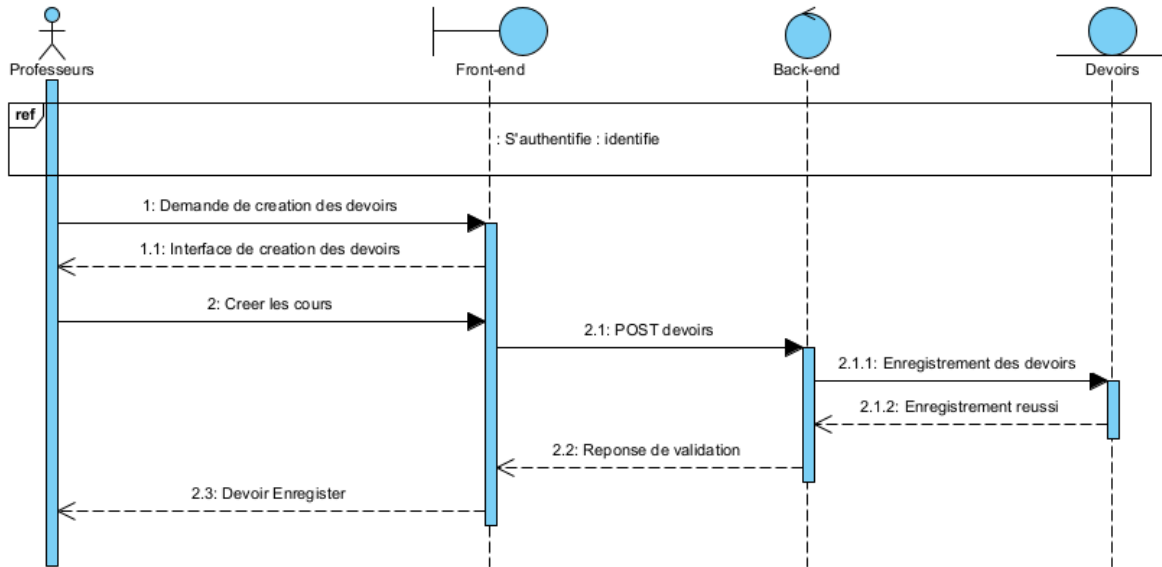 Professeurs
Front-end
Back-end
Devoirs
ref
: S'authentifie : identifie
1: Demande de creation des devoirs
1.1: Interface de creation des devoirs
2: Creer les cours
2.1: POST devoirs
2.1.1: Enregistrement des devoirs
2.1.2: Enregistrement reussi
2.2: Reponse de validation
2.3: Devoir Enregister